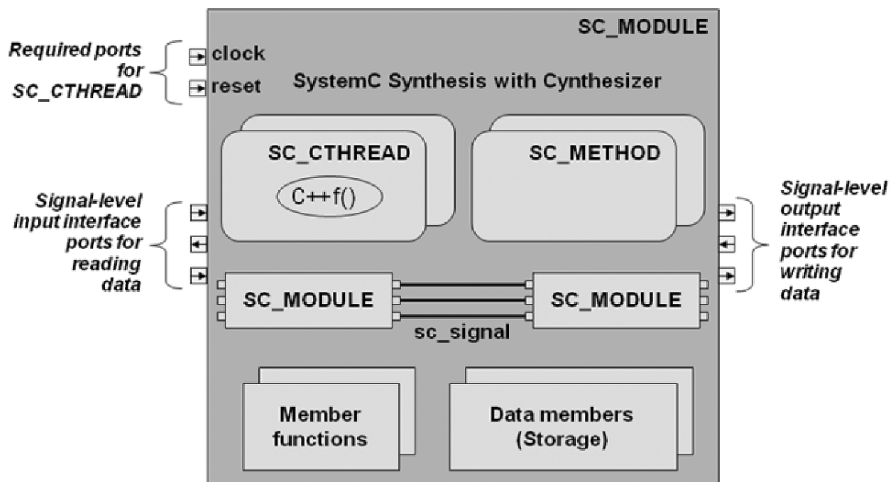 SC_MODULE
Required ports
for
SC_CTHREAD
clock
reset
SystemC Synthesis with Cynthesizer
SC_CTHREAD
C++f()
SC_METHOD
Signal-level
input interface
ports for
reading
data
Signal-level
output
interface
ports for
writing
data
SC_MODULE
SC_MODULE
sc_signal
Member
functions
Data members
(Storage)